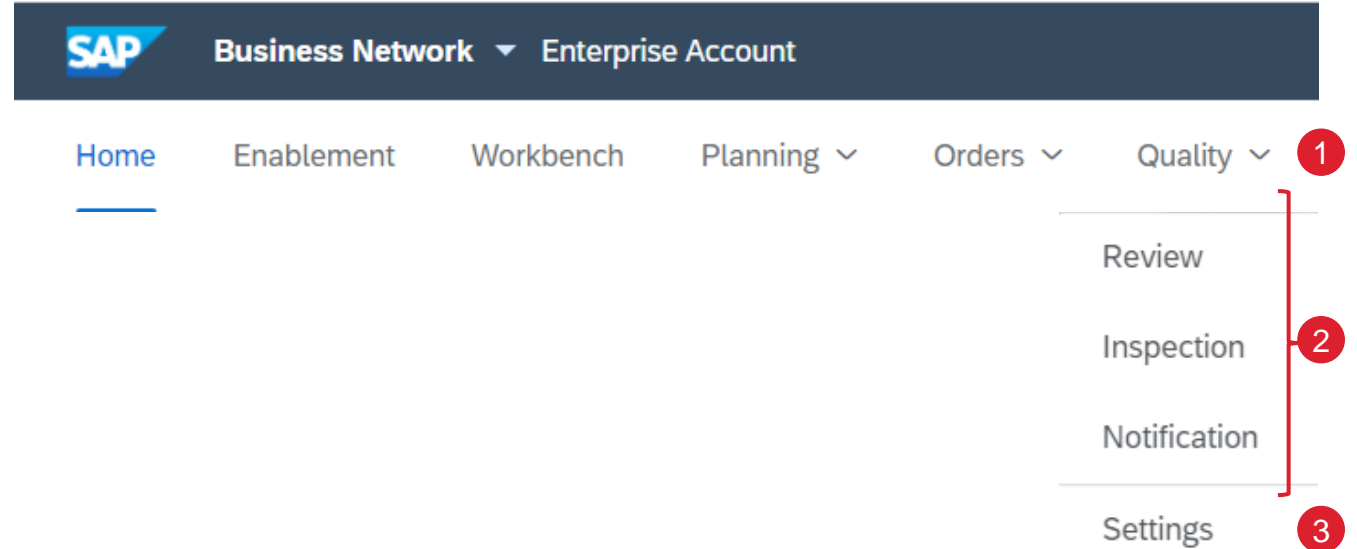 SAP Business Network Enterprise Account
Home Enablement Workbench Planning Orders Quality 1
Review
Inspection 2
Notification
Settings 3